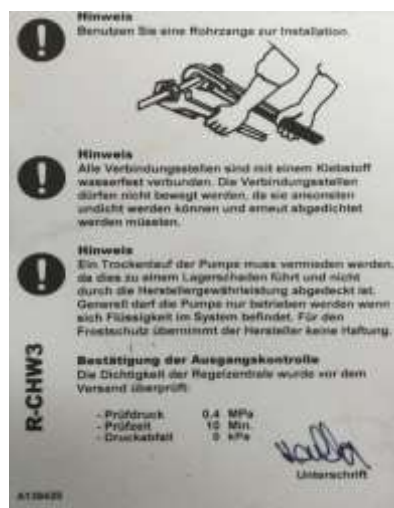 Hinweis
Benutzen Sie eine Rohrzange zur Installation.
Hinweis
Alle Verbindungsstellen sind mit einem Klebstoff
wasserfest verbunden. Die Verbindungsstellen
dürfen nicht bewegt werden, da sie ansonsten
undicht werden können und erneut abgedichtet
werden müssten.
Hinweis
Ein Trockenlauf der Pumpe muss vermieden werden,
da dies zu einem Lagerschaden führt und nicht
durch die Herstellergewährleistung abgedeckt ist.
Generell darf die Pumpe nur betrieben werden wenn
sich Flüssigkeit im System befindet. Für den
Frostschutz übernimmt der Hersteller keine Haftung.
R-CHW3
Bestätigung der Ausgangskontrolle
Die Dichtigkeit der Regelzentrale wurde vor dem
Versand überprüft:
- Prüfdruck 0,4 MPa
- Prüfzeit 10 Min.
- Druckabfall 0 kPa
Unterschrift